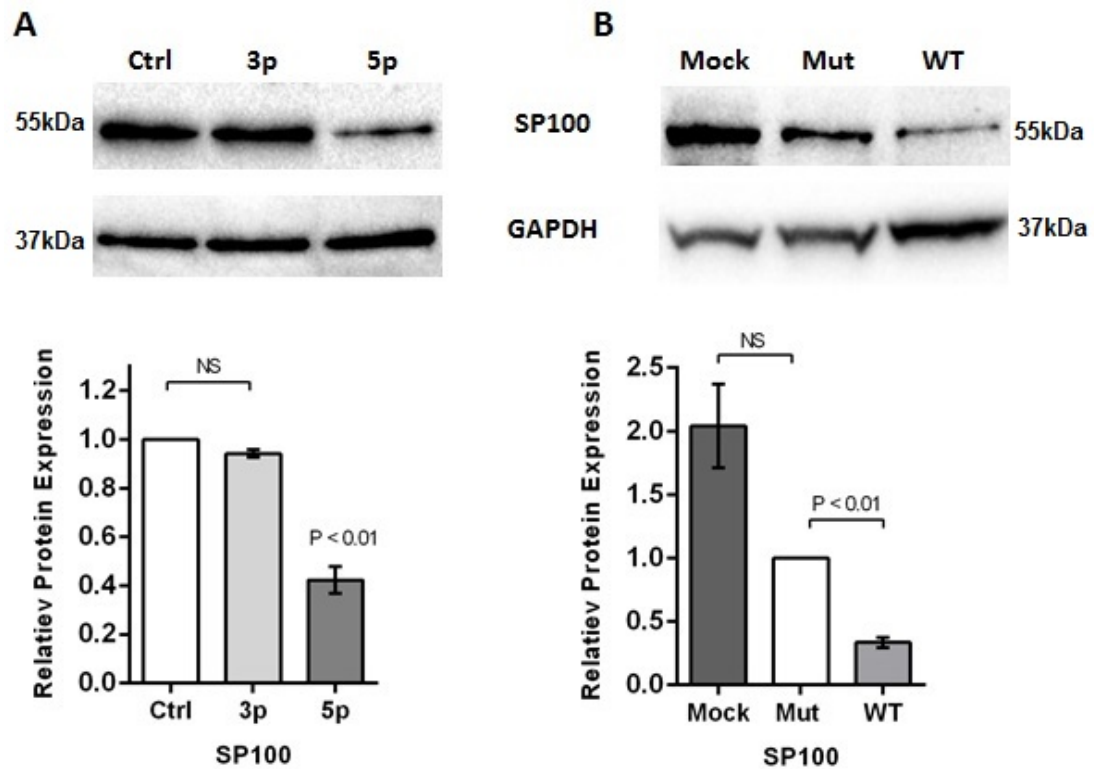 A
Ctrl 3p 5p
55kDa
37kDa
B
Mock Mut WT
SP100
55kDa
GAPDH
37kDa
Relatiev Protein Expression
NS
1.2
1.0
0.8
0.6
0.4
0.2
0.0
P < 0.01
Ctrl 3p 5p
SP100
Relatiev Protein Expression
NS
2.5
2.0
1.5
1.0
0.5
0.0
P < 0.01
Mock Mut WT
SP100